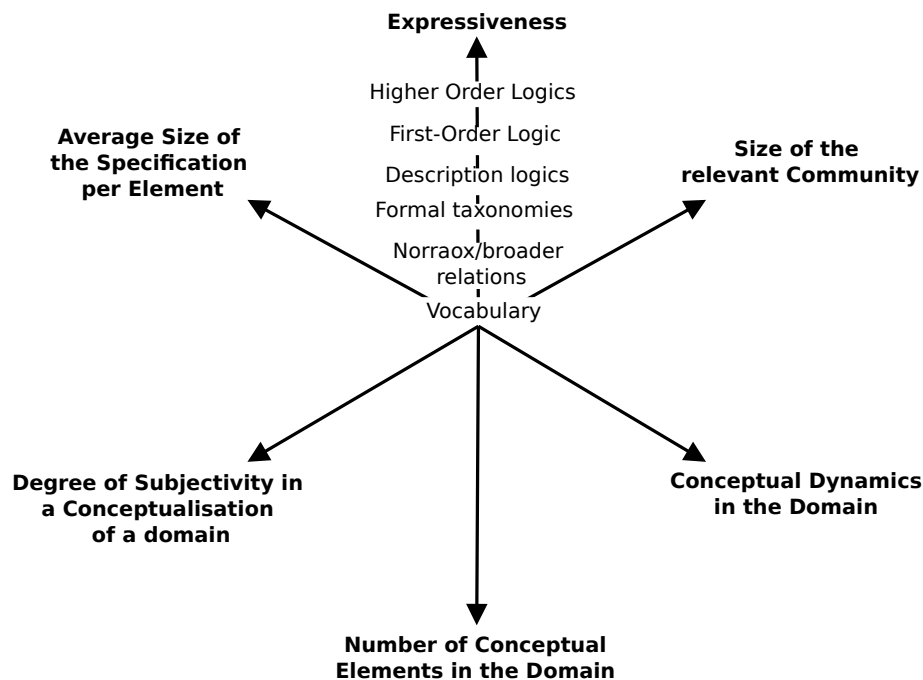 Expressiveness
Higher Order Logics
First-Order Logic
Description logics
Formal taxonomies
Norraox/broader
relations
Vocabulary
Average Size of
the Specification
per Element
Size of the
relevant Community
Degree of Subjectivity in
a Conceptualisation
of a domain
Conceptual Dynamics
in the Domain
Number of Conceptual
Elements in the Domain